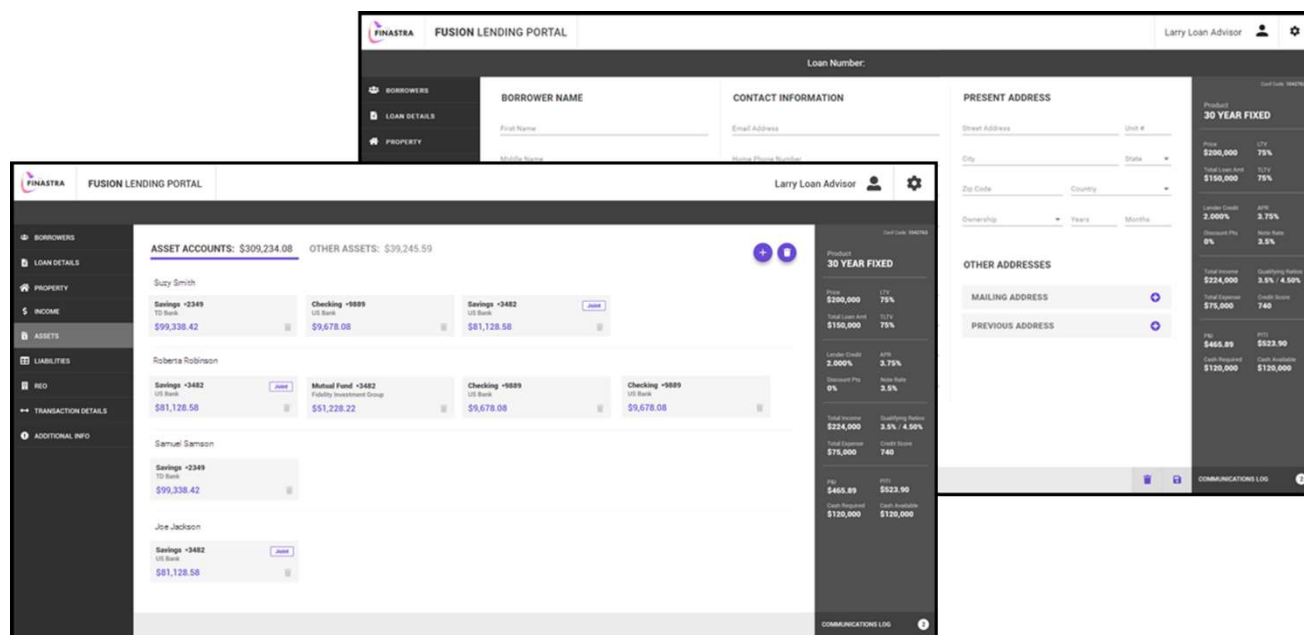 FINASTRA
FUSION LENDING PORTAL
Larry Loan Advisor
Loan Number:
BORROWERS
LOAN DETAILS
PROPERTY
BORROWER NAME
First Name
Middle Name
CONTACT INFORMATION
Email Address
Home Phone Number
PRESENT ADDRESS
Street Address Unit #
City State
Zip Code Country
Ownership Years Months
OTHER ADDRESSES
MAILING ADDRESS
PREVIOUS ADDRESS
Conf Code: 1042763
Product
30 YEAR FIXED
Price LTV
$200,000 75%
Total Loan Amt TLTV
$150,000 75%
Lender Credit APR
2.000% 3.75%
Discount Pts Note Rate
0% 3.5%
Total Income Qualifying Ratios
$224,000 3.5% / 4.50%
Total Expense Credit Score
$75,000 740
P&I PITI
$465.89 $523.90
Cash Required Cash Available
$120,000 $120,000
COMMUNICATIONS LOG 2
FINASTRA
FUSION LENDING PORTAL
Larry Loan Advisor
BORROWERS
LOAN DETAILS
PROPERTY
INCOME
ASSETS
LIABILITIES
REO
TRANSACTION DETAILS
ADDITIONAL INFO
ASSET ACCOUNTS: $309,234.08 OTHER ASSETS: $39,245.59
Suzy Smith
Savings •2349
TD Bank
$99,338.42
Checking •9889
US Bank
$9,678.08
Savings •3482 Joint
US Bank
$81,128.58
Roberta Robinson
Savings •3482 Joint
US Bank
$81,128.58
Mutual Fund •3482
Fidelity Investment Group
$51,228.22
Checking •9889
US Bank
$9,678.08
Checking •9889
US Bank
$9,678.08
Samuel Samson
Savings •2349
TD Bank
$99,338.42
Joe Jackson
Savings •3482 Joint
US Bank
$81,128.58
Conf Code: 1042763
Product
30 YEAR FIXED
Price LTV
$200,000 75%
Total Loan Amt TLTV
$150,000 75%
Lender Credit APR
2.000% 3.75%
Discount Pts Note Rate
0% 3.5%
Total Income Qualifying Ratios
$224,000 3.5% / 4.50%
Total Expense Credit Score
$75,000 740
P&I PITI
$465.89 $523.90
Cash Required Cash Available
$120,000 $120,000
COMMUNICATIONS LOG 2